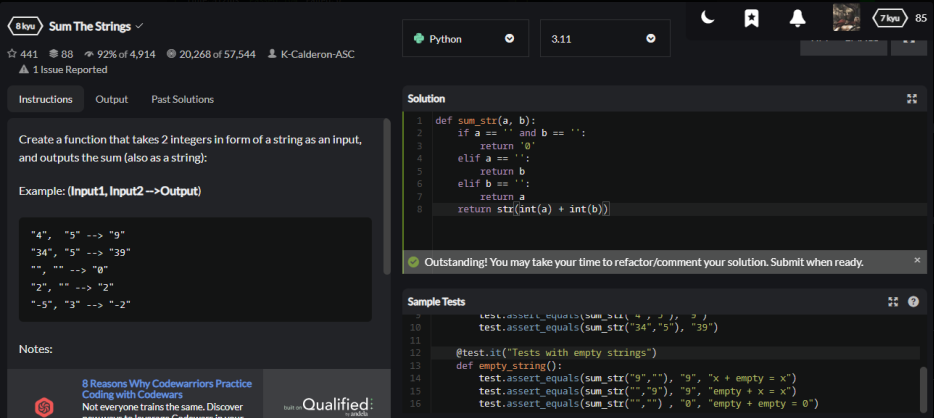 8 kyu Sum The Strings
441 88 92% of 4,914 20,268 of 57,544 K-Calderon-ASC
1 Issue Reported
Instructions Output Past Solutions
Create a function that takes 2 integers in form of a string as an input,
and outputs the sum (also as a string):
Example: (Input1, Input2 -->Output)
"4", "5" --> "9"
"34", "5" --> "39"
"", "" --> "0"
"2", "" --> "2"
"-5", "3" --> "-2"
Notes:
8 Reasons Why Codewarriors Practice
Coding with Codewars
Not everyone trains the same. Discover
built on Qualified
by andela
Python 3.11
7 kyu 85
Solution
1 def sum_str(a, b):
2 if a == '' and b == '':
3 return '0'
4 elif a == '':
5 return b
6 elif b == '':
7 return a
8 return str(int(a) + int(b))
Outstanding! You may take your time to refactor/comment your solution. Submit when ready.
Sample Tests
test.assert_equals(sum_str("4","5"), "9")
10 test.assert_equals(sum_str("34","5"), "39")
11
12 @test.it("Tests with empty strings")
13 def empty_string():
14 test.assert_equals(sum_str("9",""), "9", "x + empty = x")
15 test.assert_equals(sum_str("","9"), "9", "empty + x = x")
16 test.assert_equals(sum_str("","") , "0", "empty + empty = 0")